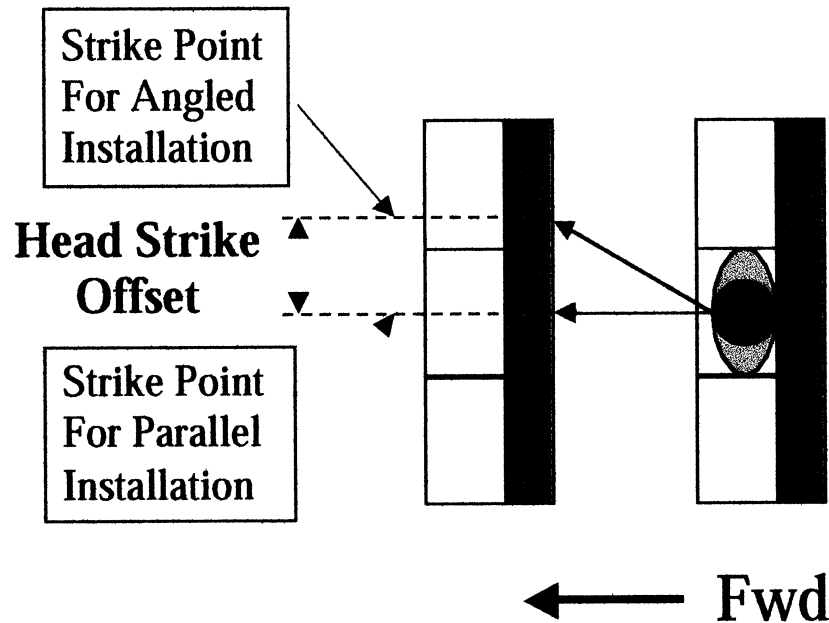 Strike Point
For Angled
Installation
Head Strike
Offset
Strike Point
For Parallel
Installation
Fwd